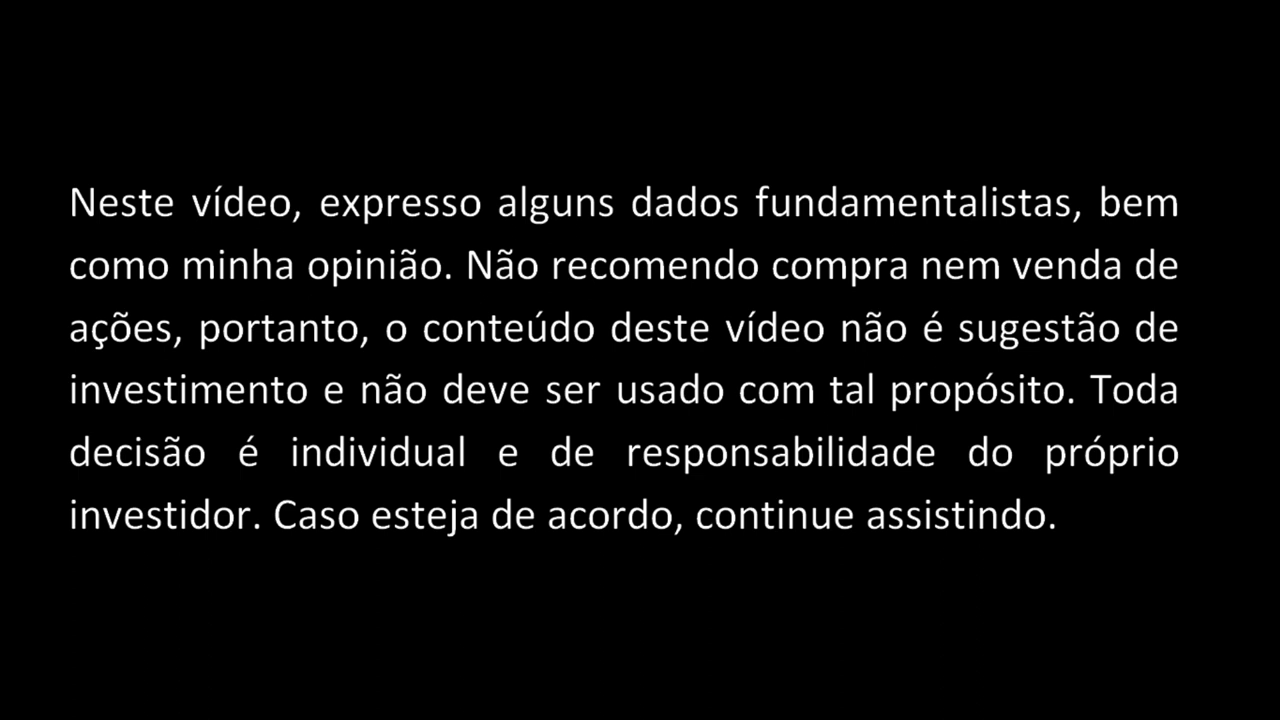 Neste vídeo, expresso alguns dados fundamentalistas, bem
como minha opinião. Não recomendo compra nem venda de
ações, portanto, o conteúdo deste vídeo não é sugestão de
investimento e não deve ser usado com tal propósito. Toda
decisão é individual e de responsabilidade do próprio
investidor. Caso esteja de acordo, continue assistindo.